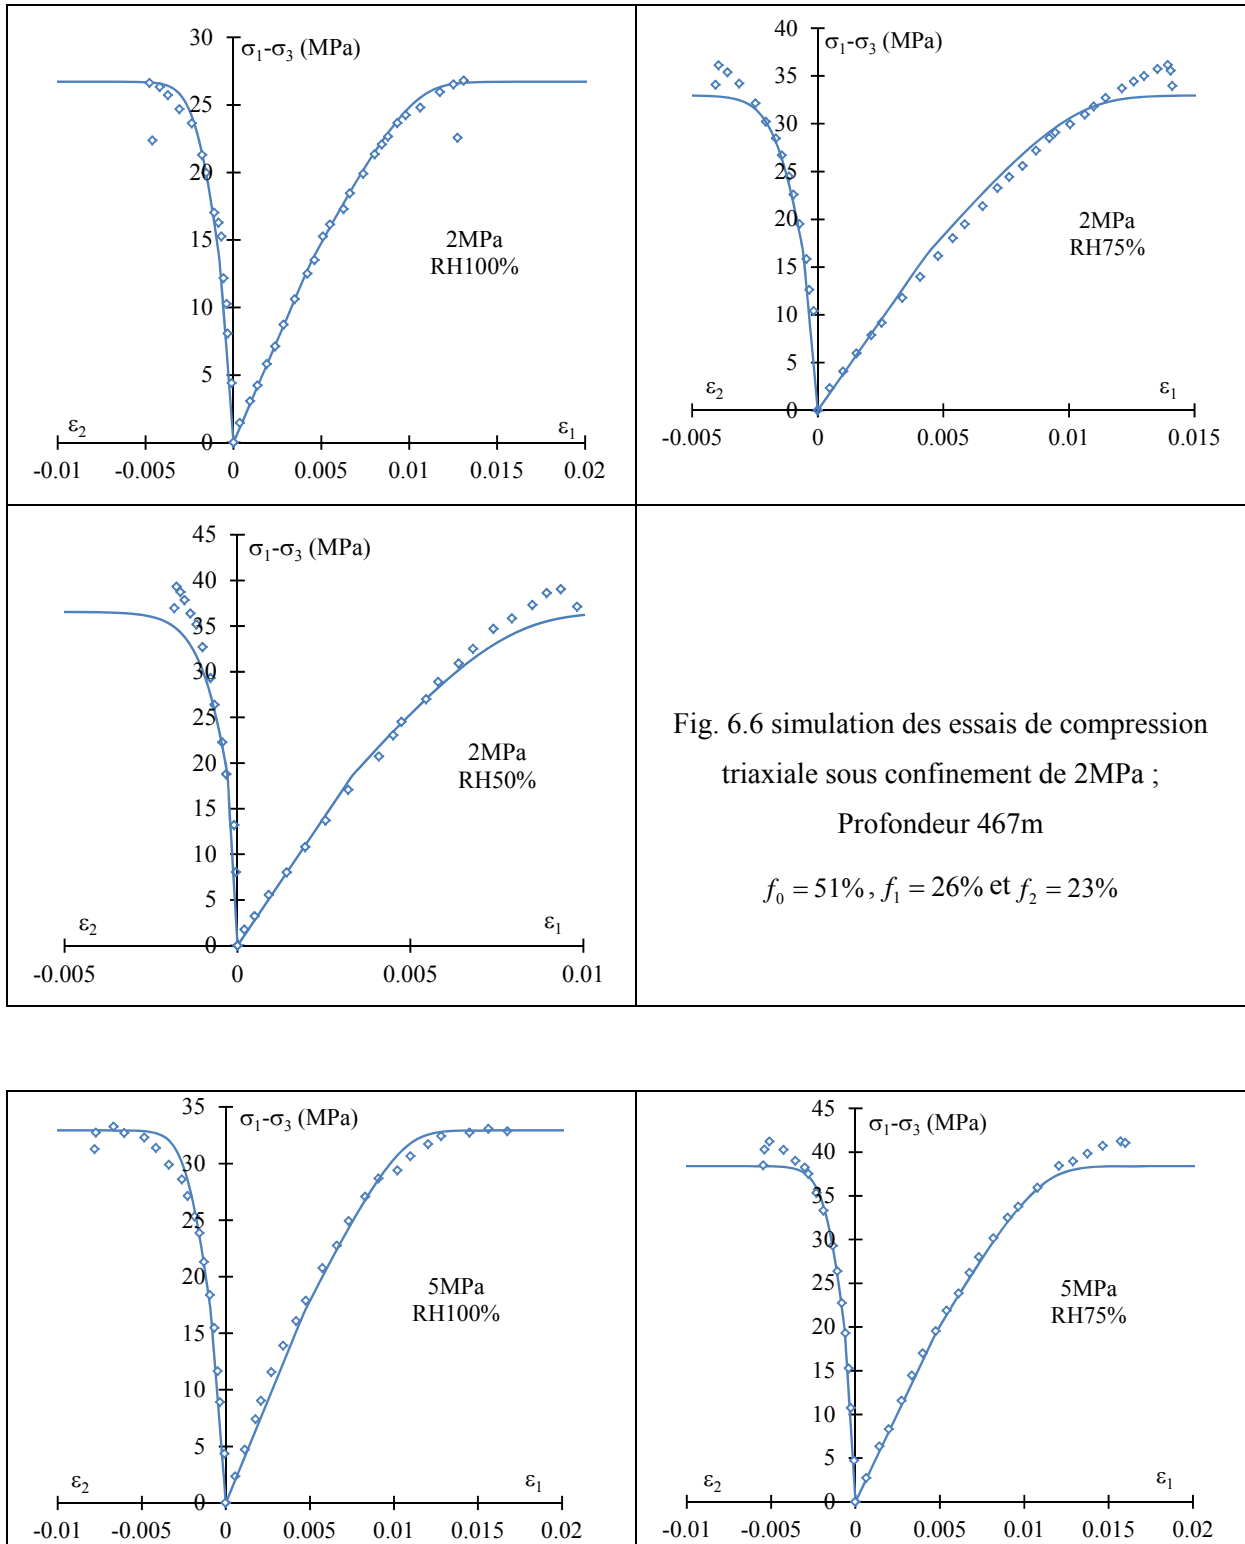 σ₁-σ₃ (MPa)
30
25
20
15
10
5
0
2MPa
RH100%
ε₂
ε₁
-0.01 -0.005 0 0.005 0.01 0.015 0.02
σ₁-σ₃ (MPa)
40
35
30
25
20
15
10
5
0
2MPa
RH75%
ε₂
ε₁
-0.005 0 0.005 0.01 0.015
σ₁-σ₃ (MPa)
45
40
35
30
25
20
15
10
5
0
2MPa
RH50%
ε₂
ε₁
-0.005 0 0.005 0.01
Fig. 6.6 simulation des essais de compression
triaxiale sous confinement de 2MPa ;
Profondeur 467m
f₀ = 51%, f₁ = 26% et f₂ = 23%
σ₁-σ₃ (MPa)
35
30
25
20
15
10
5
0
5MPa
RH100%
ε₂
ε₁
-0.01 -0.005 0 0.005 0.01 0.015 0.02
σ₁-σ₃ (MPa)
45
40
35
30
25
20
15
10
5
0
5MPa
RH75%
ε₂
ε₁
-0.01 -0.005 0 0.005 0.01 0.015 0.02